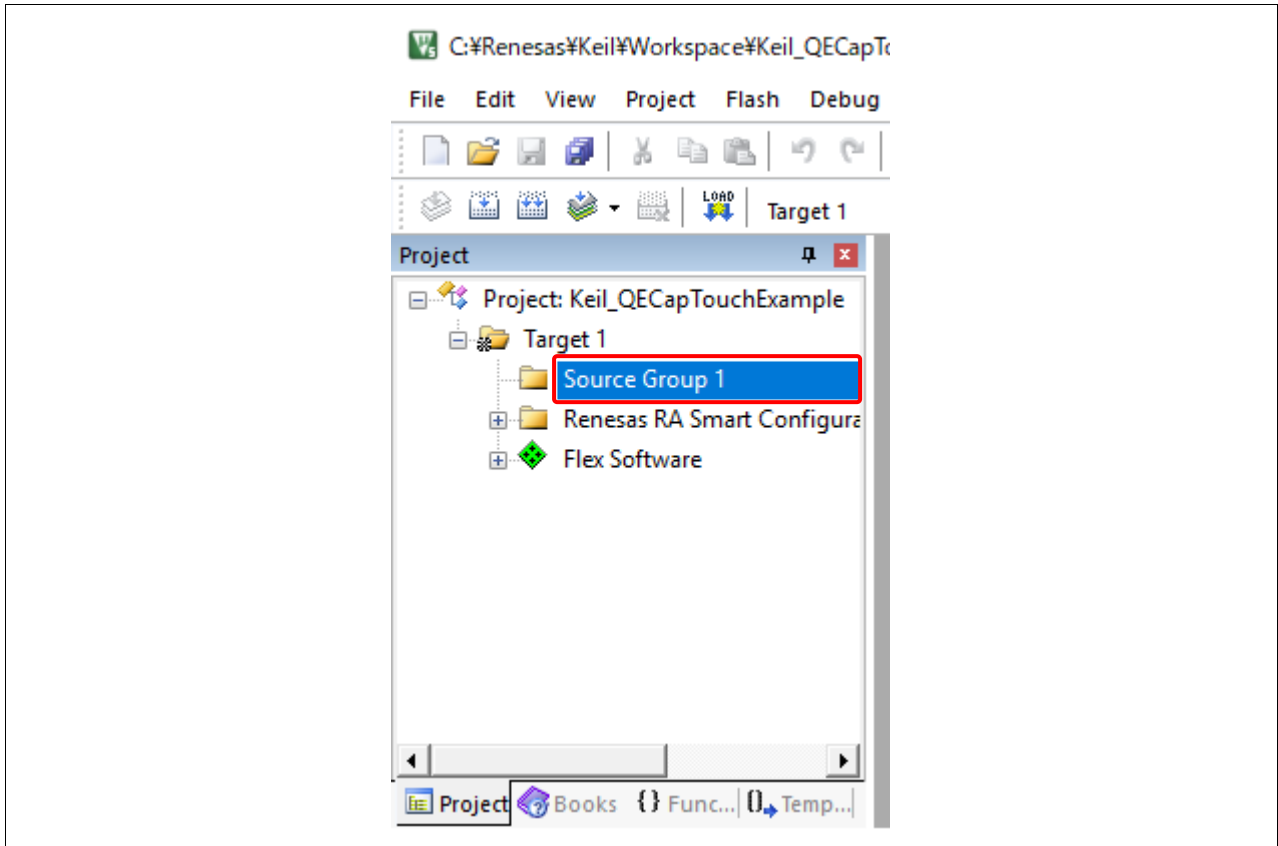 C:¥Renesas¥Keil¥Workspace¥Keil_QECapTo
File Edit View Project Flash Debug
LOAD
Target 1
Project
Project: Keil_QECapTouchExample
Target 1
Source Group 1
Renesas RA Smart Configura
Flex Software
Project Books {} Func... Temp...